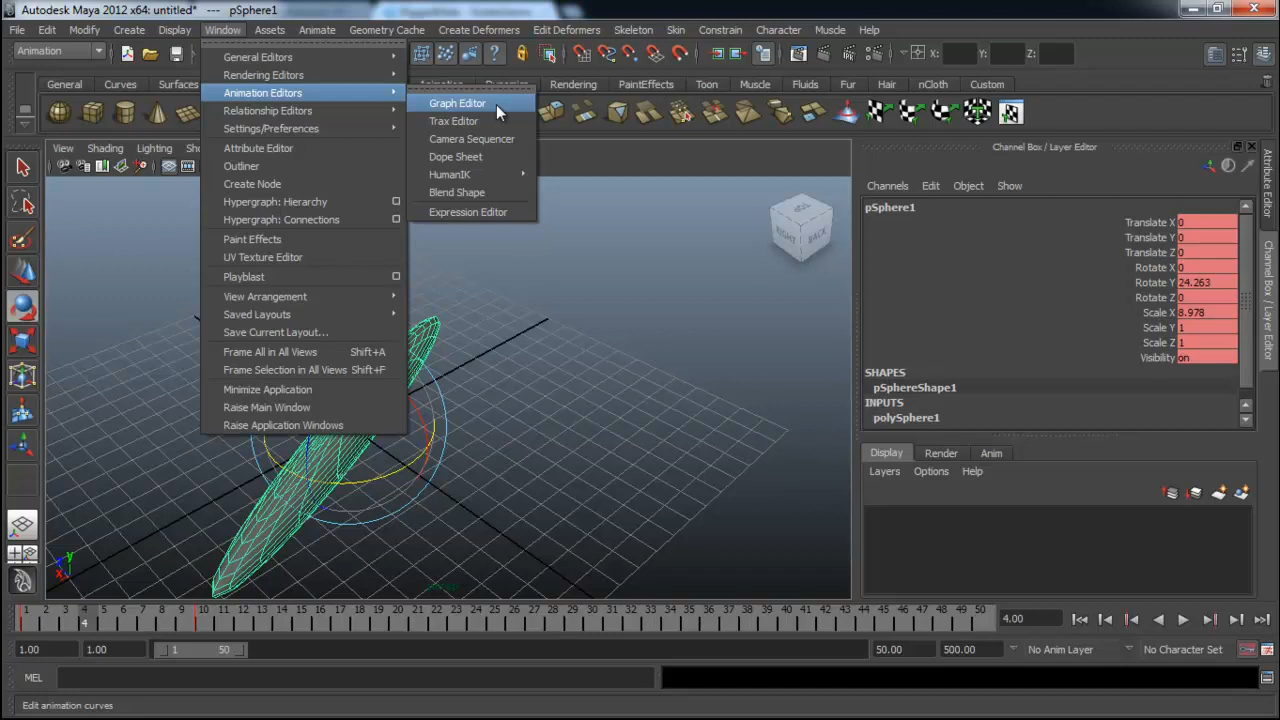 Autodesk Maya 2012 x64: untitled* --- pSphere1
File Edit Modify Create Display Window Assets Animate Geometry Cache Create Deformers Edit Deformers Skeleton Skin Constrain Character Muscle Help
Animation
X: Y: Z:
General Curves Surfaces Animation Dynamics Rendering PaintEffects Toon Muscle Fluids Fur Hair nCloth Custom
General Editors
Rendering Editors
Animation Editors
Relationship Editors
Settings/Preferences
Attribute Editor
Outliner
Create Node
Hypergraph: Hierarchy
Hypergraph: Connections
Paint Effects
UV Texture Editor
Playblast
View Arrangement
Saved Layouts
Save Current Layout...
Frame All in All Views Shift+A
Frame Selection in All Views Shift+F
Minimize Application
Raise Main Window
Raise Application Windows
Graph Editor
Trax Editor
Camera Sequencer
Dope Sheet
HumanIK
Blend Shape
Expression Editor
View Shading Lighting
RIGHT BACK
y
x
Channel Box / Layer Editor
Channels Edit Object Show
pSphere1
Translate X 0
Translate Y 0
Translate Z 0
Rotate X 0
Rotate Y 24.263
Rotate Z 0
Scale X 8.978
Scale Y 1
Scale Z 1
Visibility on
SHAPES
pSphereShape1
INPUTS
polySphere1
Display Render Anim
Layers Options Help
Attribute Editor
Channel Box / Layer Editor
1 2 3 4 5 6 7 8 9 10 11 12 13 14 15 16 17 18 19 20 21 22 23 24 25 26 27 28 29 30 31 32 33 34 35 36 37 38 39 40 41 42 43 44 45 46 47 48 49 50
4
4.00
1.00 1.00 1 50 50.00 500.00 No Anim Layer No Character Set
MEL
Edit animation curves